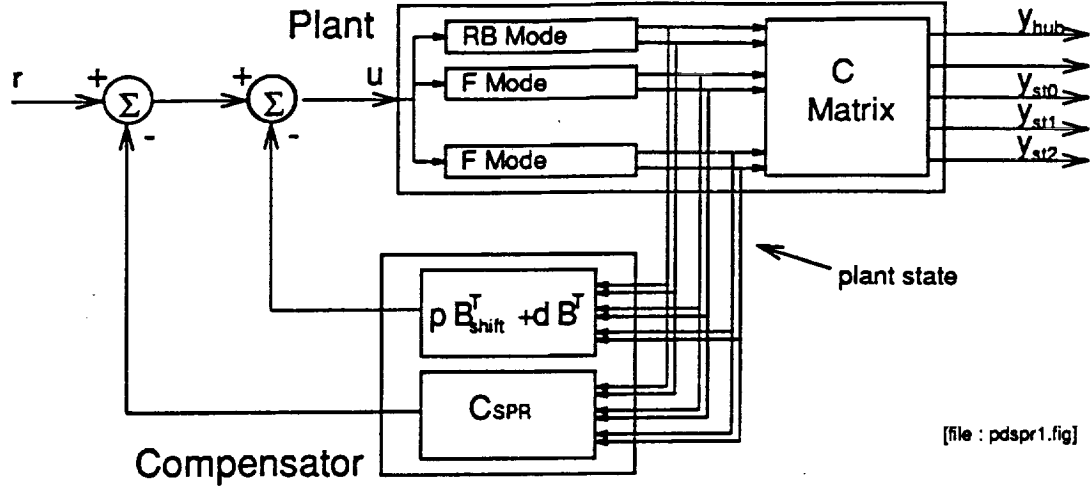 Plant
RB Mode
F Mode
F Mode
C
Matrix
y_hub
y_st0
y_st1
y_st2
r
+
Σ
-
+
Σ
-
u
plant state
p B^T_shift + d B^T
C_SPR
Compensator
[file : pdspr1.fig]